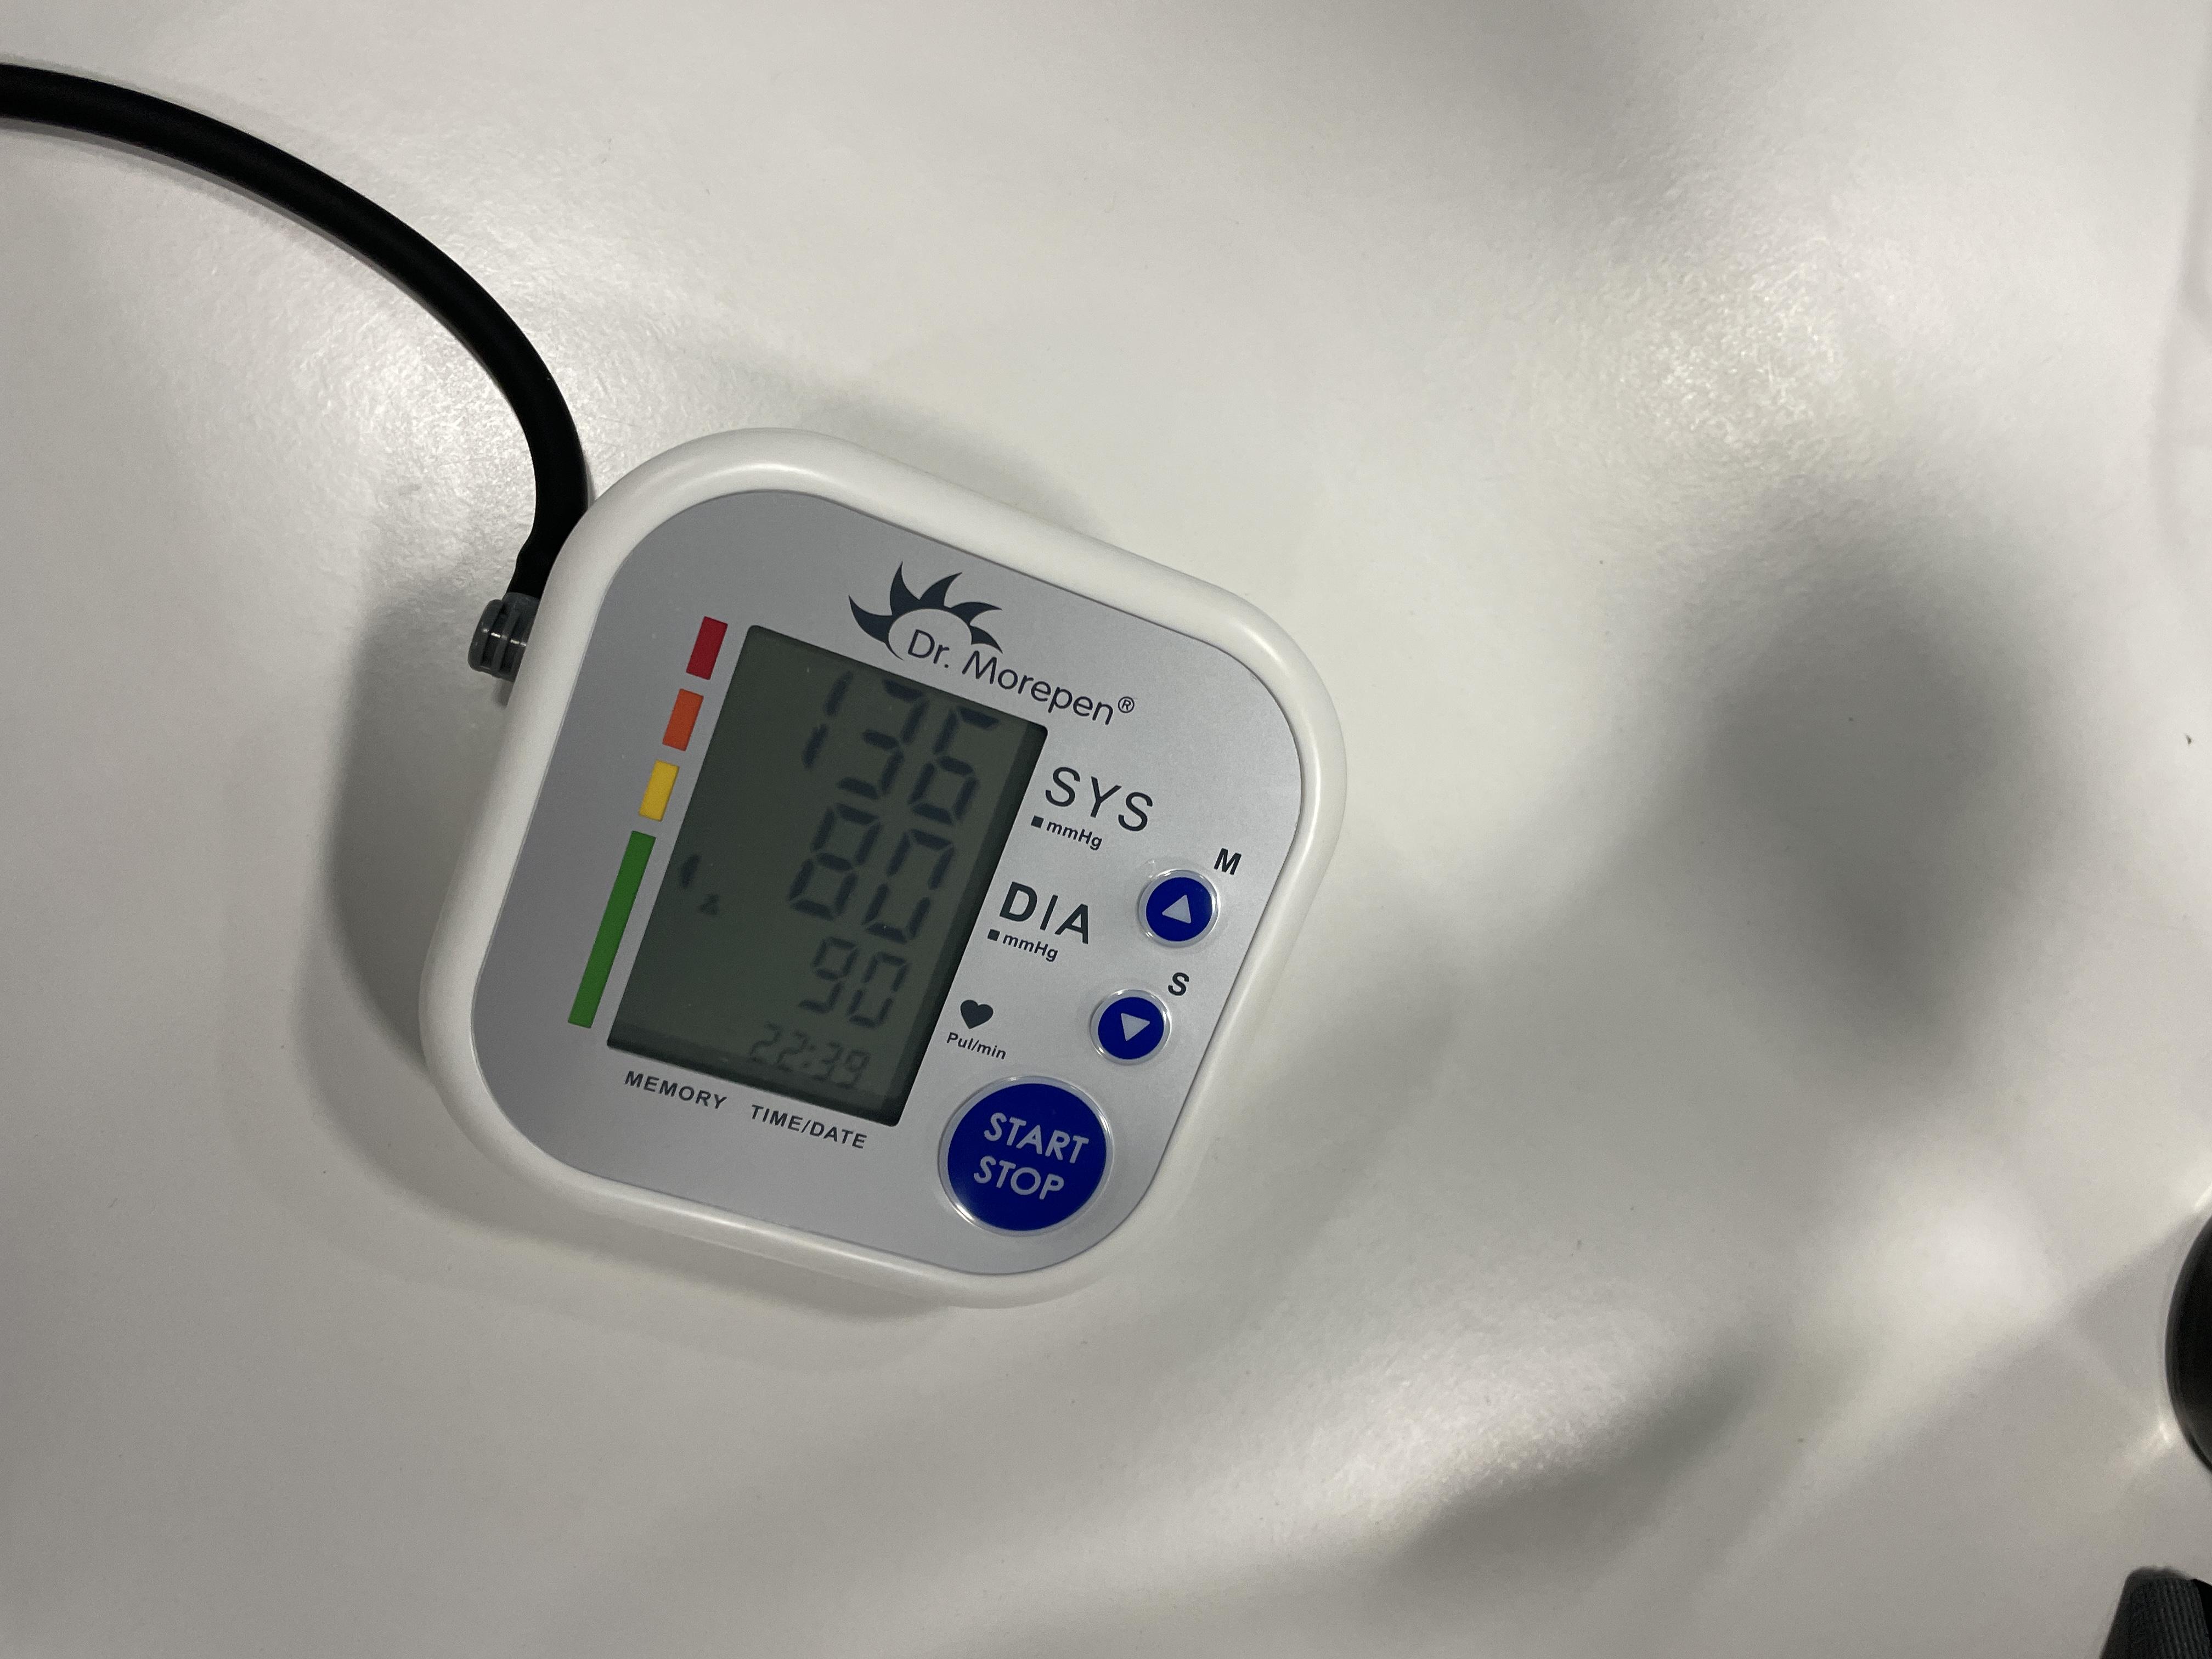 Dr. Morepen®
136
SYS
mmHg
M
80
DIA
mmHg
S
90
Pul/min
22:39
MEMORY TIME/DATE
START
STOP